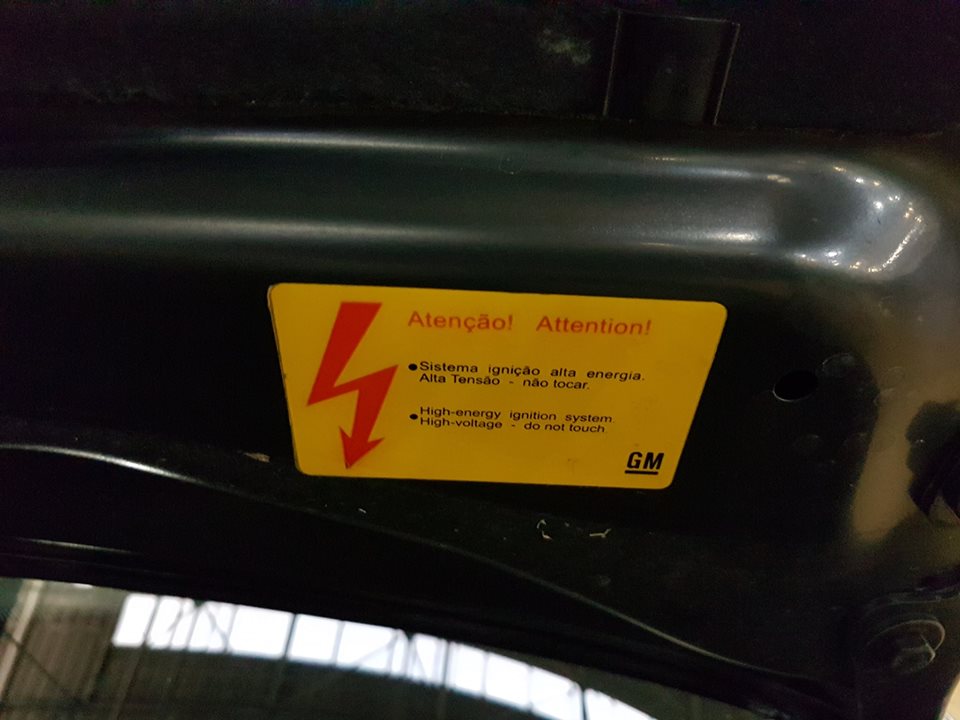 Atenção! Attention!
●Sistema ignição alta energia.
Alta Tensão - não tocar.
●High-energy ignition system.
High-voltage - do not touch.
GM